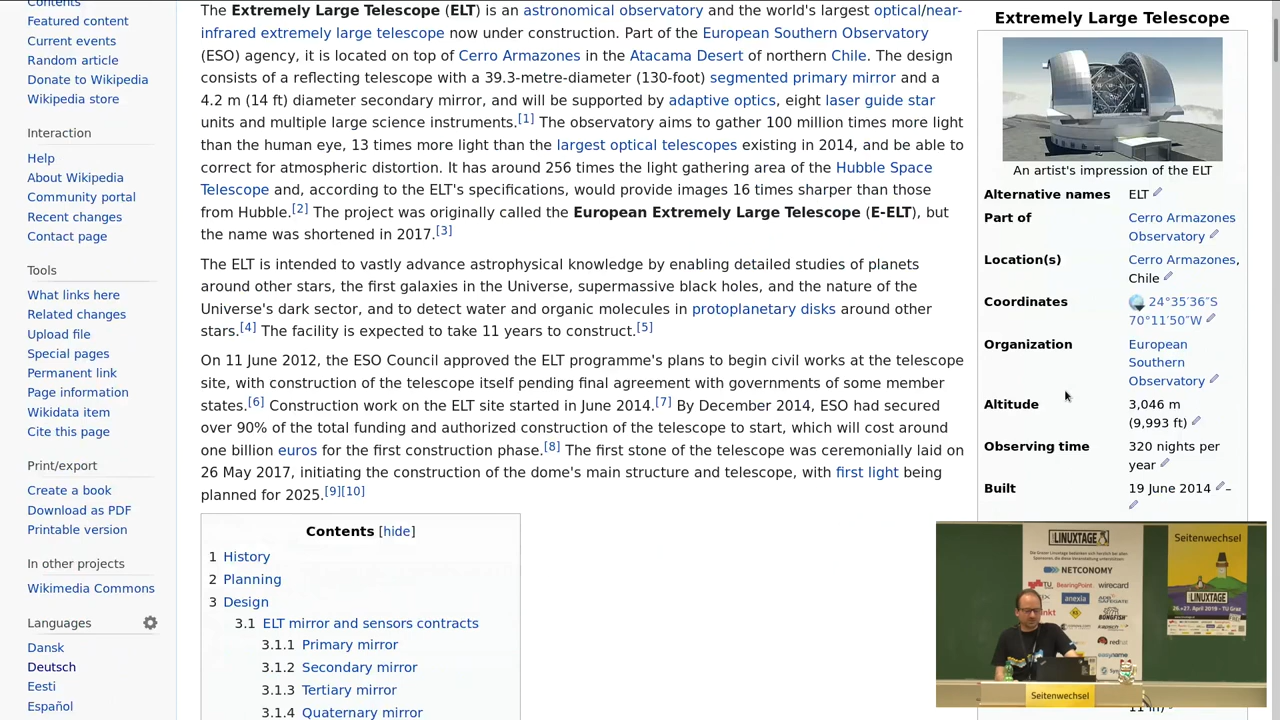 Contents
Featured content
Current events
Random article
Donate to Wikipedia
Wikipedia store
Interaction
Help
About Wikipedia
Community portal
Recent changes
Contact page
Tools
What links here
Related changes
Upload file
Special pages
Permanent link
Page information
Wikidata item
Cite this page
Print/export
Create a book
Download as PDF
Printable version
In other projects
Wikimedia Commons
Languages
Dansk
Deutsch
Eesti
Español
The Extremely Large Telescope (ELT) is an astronomical observatory and the world's largest optical/near-
infrared extremely large telescope now under construction. Part of the European Southern Observatory
(ESO) agency, it is located on top of Cerro Armazones in the Atacama Desert of northern Chile. The design
consists of a reflecting telescope with a 39.3-metre-diameter (130-foot) segmented primary mirror and a
4.2 m (14 ft) diameter secondary mirror, and will be supported by adaptive optics, eight laser guide star
units and multiple large science instruments.[1] The observatory aims to gather 100 million times more light
than the human eye, 13 times more light than the largest optical telescopes existing in 2014, and be able to
correct for atmospheric distortion. It has around 256 times the light gathering area of the Hubble Space
Telescope and, according to the ELT's specifications, would provide images 16 times sharper than those
from Hubble.[2] The project was originally called the European Extremely Large Telescope (E-ELT), but
the name was shortened in 2017.[3]
The ELT is intended to vastly advance astrophysical knowledge by enabling detailed studies of planets
around other stars, the first galaxies in the Universe, supermassive black holes, and the nature of the
Universe's dark sector, and to detect water and organic molecules in protoplanetary disks around other
stars.[4] The facility is expected to take 11 years to construct.[5]
On 11 June 2012, the ESO Council approved the ELT programme's plans to begin civil works at the telescope
site, with construction of the telescope itself pending final agreement with governments of some member
states.[6] Construction work on the ELT site started in June 2014.[7] By December 2014, ESO had secured
over 90% of the total funding and authorized construction of the telescope to start, which will cost around
one billion euros for the first construction phase.[8] The first stone of the telescope was ceremonially laid on
26 May 2017, initiating the construction of the dome's main structure and telescope, with first light being
planned for 2025.[9][10]
Contents [hide]
1 History
2 Planning
3 Design
3.1 ELT mirror and sensors contracts
3.1.1 Primary mirror
3.1.2 Secondary mirror
3.1.3 Tertiary mirror
3.1.4 Quaternary mirror
Extremely Large Telescope
An artist's impression of the ELT
Alternative names ELT
Part of Cerro Armazones
Observatory
Location(s) Cerro Armazones,
Chile
Coordinates 24°35′36″S
70°11′50″W
Organization European
Southern
Observatory
Altitude 3,046 m
(9,993 ft)
Observing time 320 nights per
year
Built 19 June 2014 –
LINUXTAGE
NETCONOMY
TU
BearingPoint
wirecard
anexia
BONGFISH
Seitenwechsel
LINUXTAGE
26.+27. April 2019 - TU Graz
Seitenwechsel